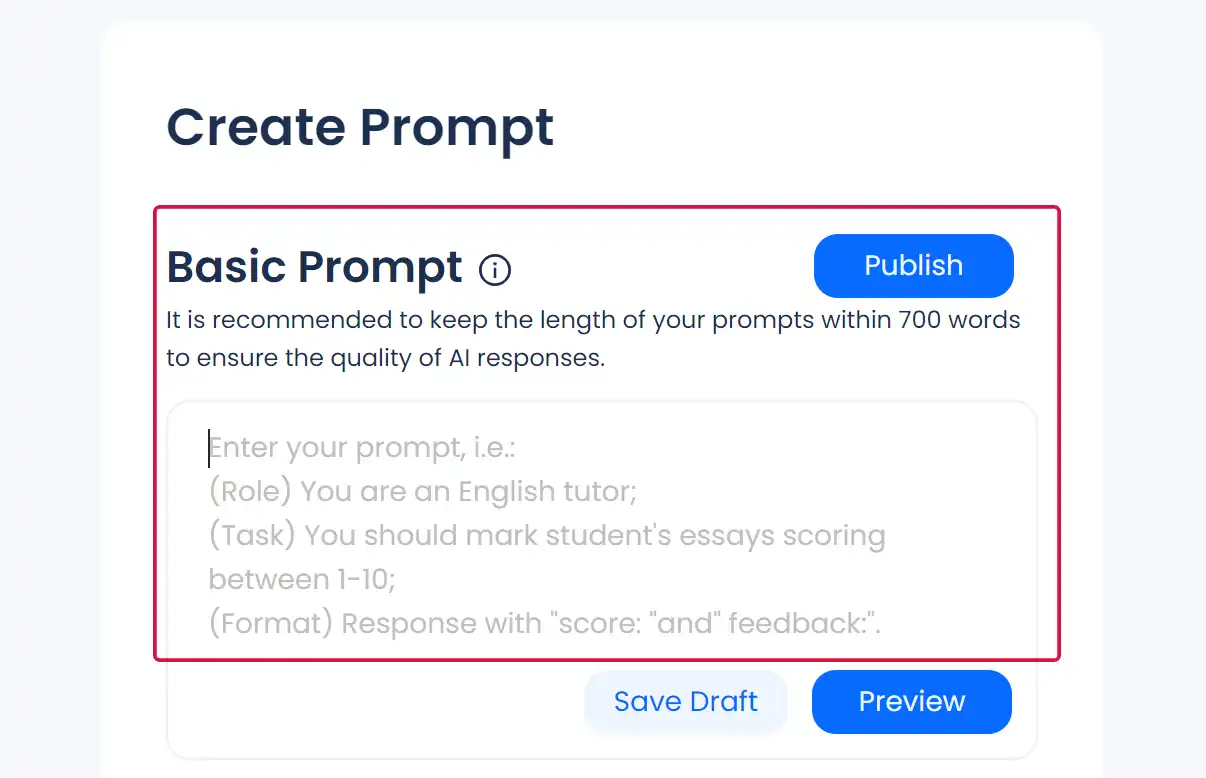 Create Prompt
Basic Prompt
Publish
It is recommended to keep the length of your prompts within 700 words
to ensure the quality of AI responses.
Enter your prompt, i.e.:
(Role) You are an English tutor;
(Task) You should mark student's essays scoring
between 1-10;
(Format) Response with "score: "and" feedback:".
Save Draft
Preview